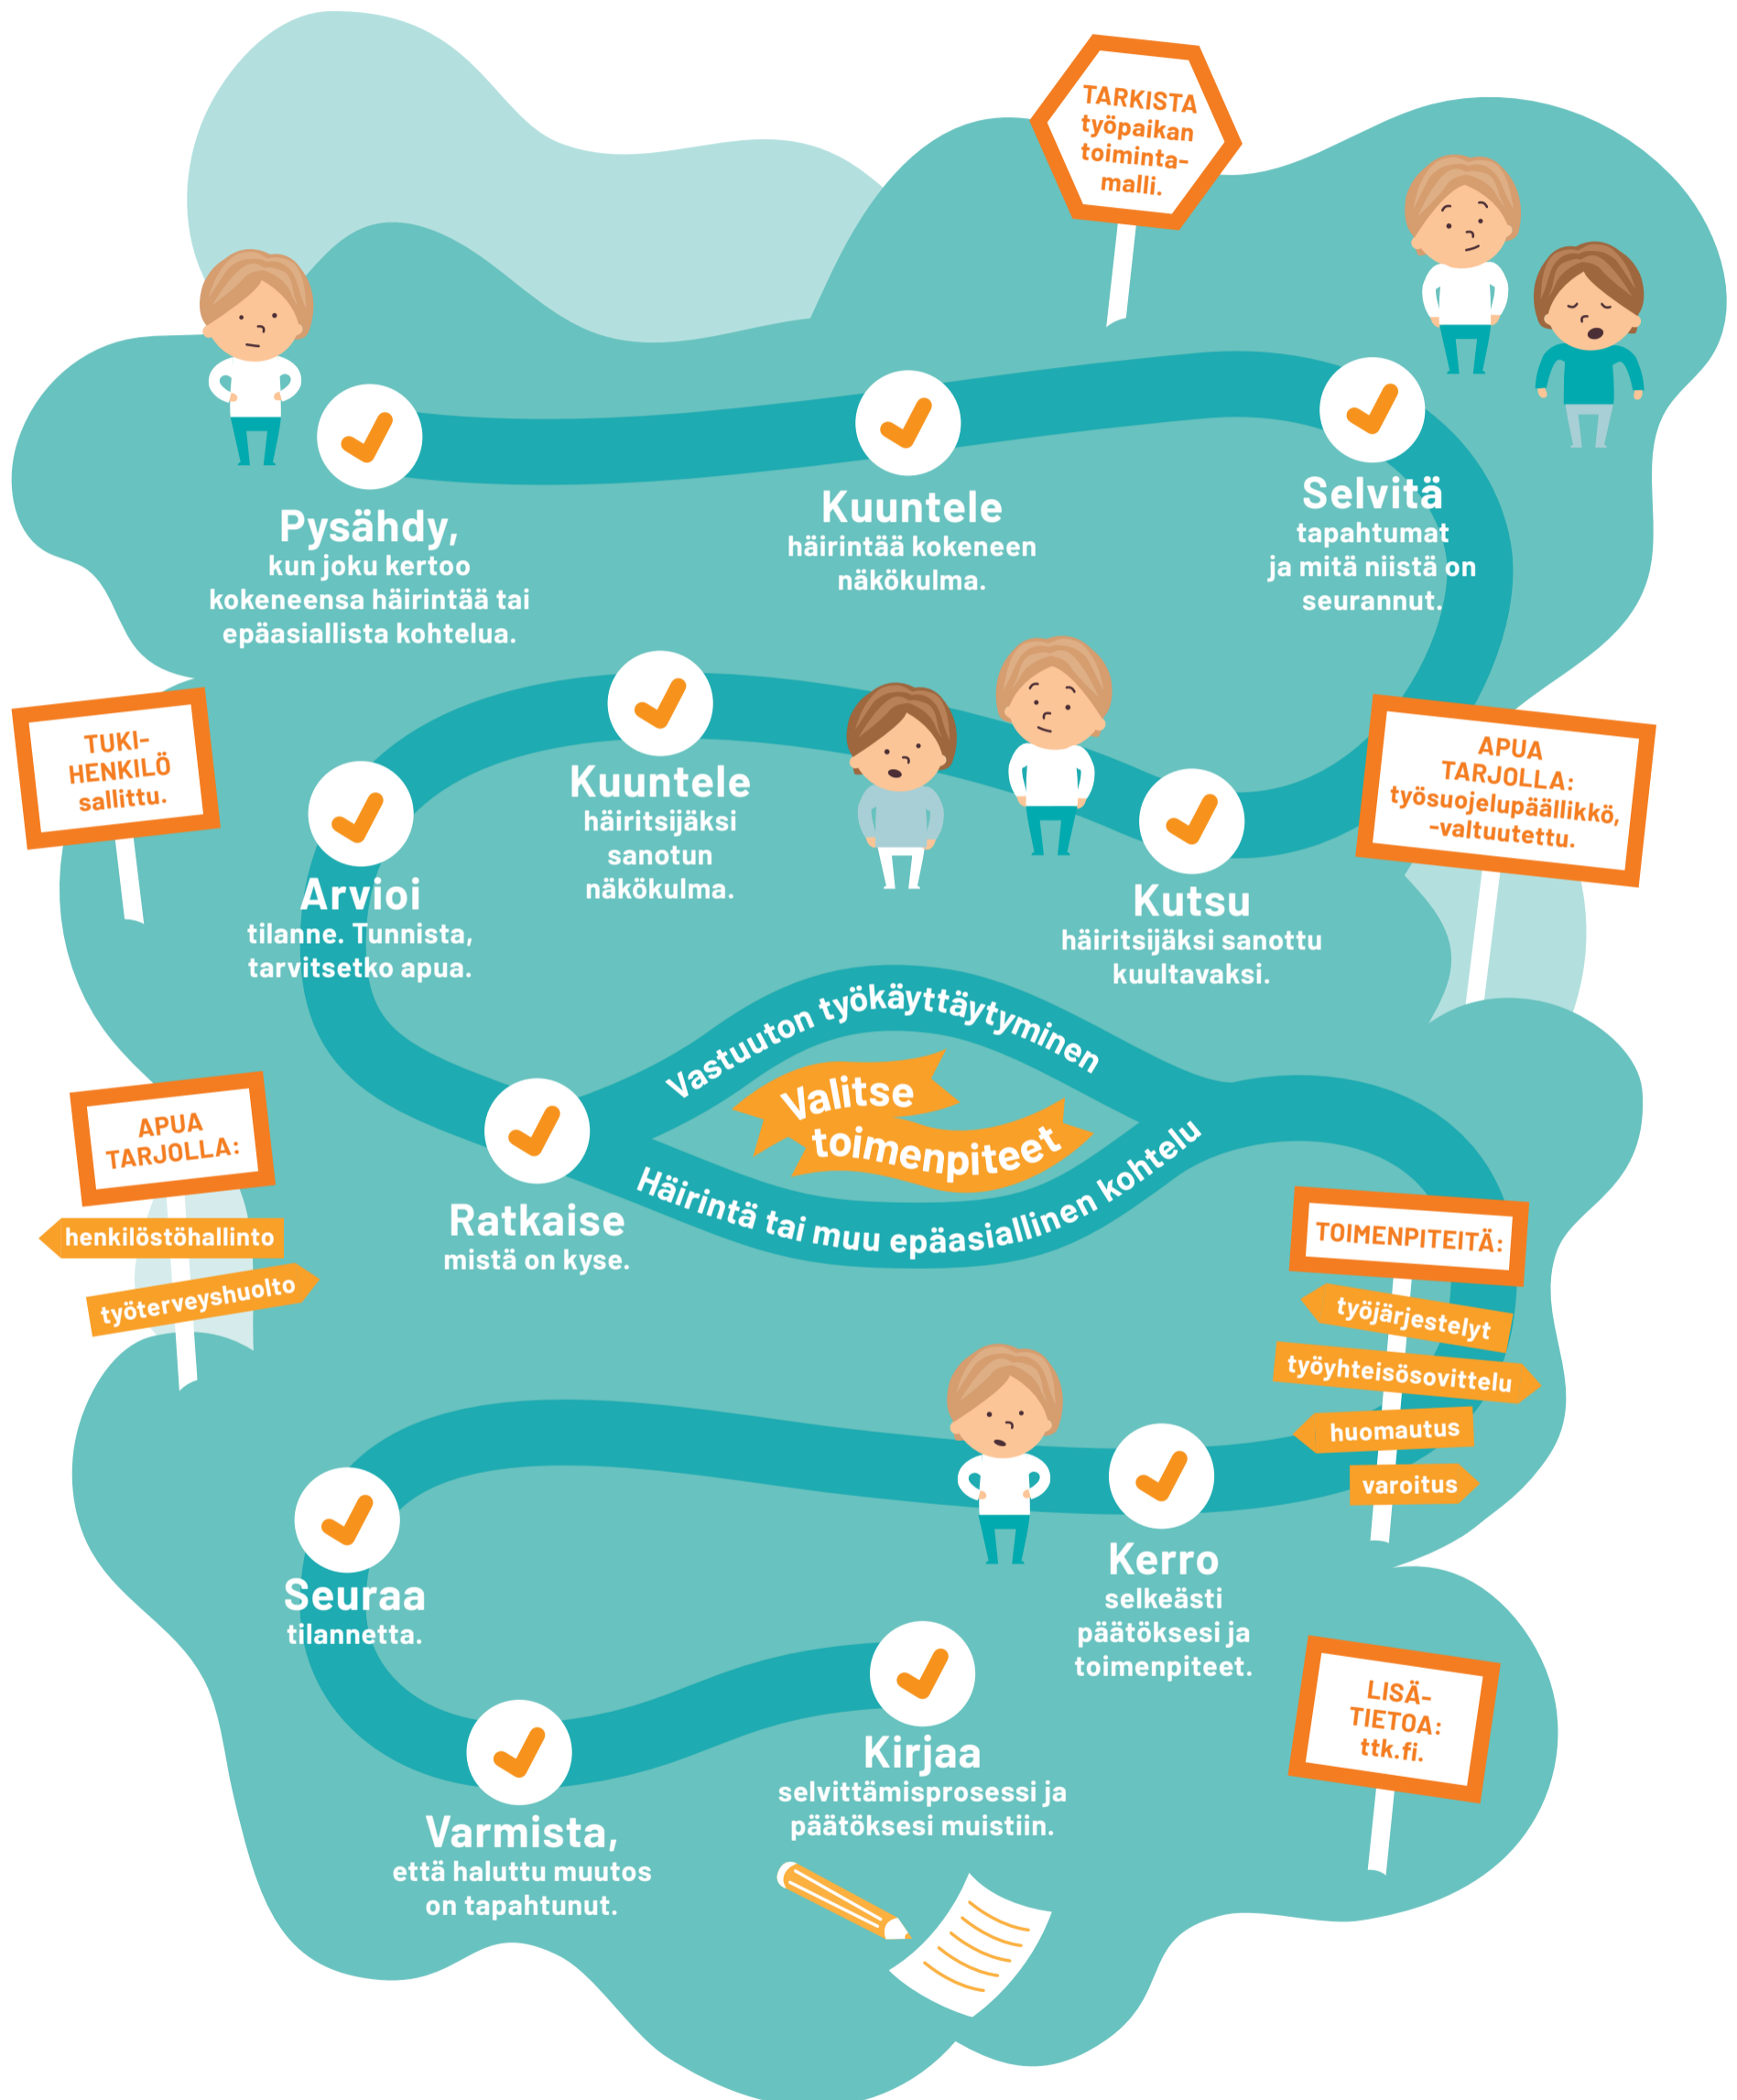 TARKISTA
työpaikan
toiminta-
malli.
Pysähdy,
kun joku kertoo
kokeneensa häirintää tai
epäasiallista kohtelua.
Kuuntele
häirintää kokeneen
näkökulma.
Selvitä
tapahtumat
ja mitä niistä on
seurannut.
APUA
TARJOLLA:
työsuojelupäällikkö,
-valtuutettu.
Kutsu
häiritsijäksi sanottu
kuultavaksi.
Kuuntele
häiritsijäksi
sanotun
näkökulma.
TUKI-
HENKILÖ
sallittu.
Arvioi
tilanne. Tunnista,
tarvitsetko apua.
APUA
TARJOLLA:
henkilöstöhallinto
työterveyshuolto
Ratkaise
mistä on kyse.
Vastuuton työkäyttäytyminen
Valitse
toimenpiteet
Häirintä tai muu epäasiallinen kohtelu
TOIMENPITEITÄ:
työjärjestelyt
työyhteisösovittelu
huomautus
varoitus
Kerro
selkeästi
päätöksesi ja
toimenpiteet.
Seuraa
tilannetta.
Varmista,
että haluttu muutos
on tapahtunut.
Kirjaa
selvittämisprosessi ja
päätöksesi muistiin.
LISÄ-
TIETOA:
ttk.fi.